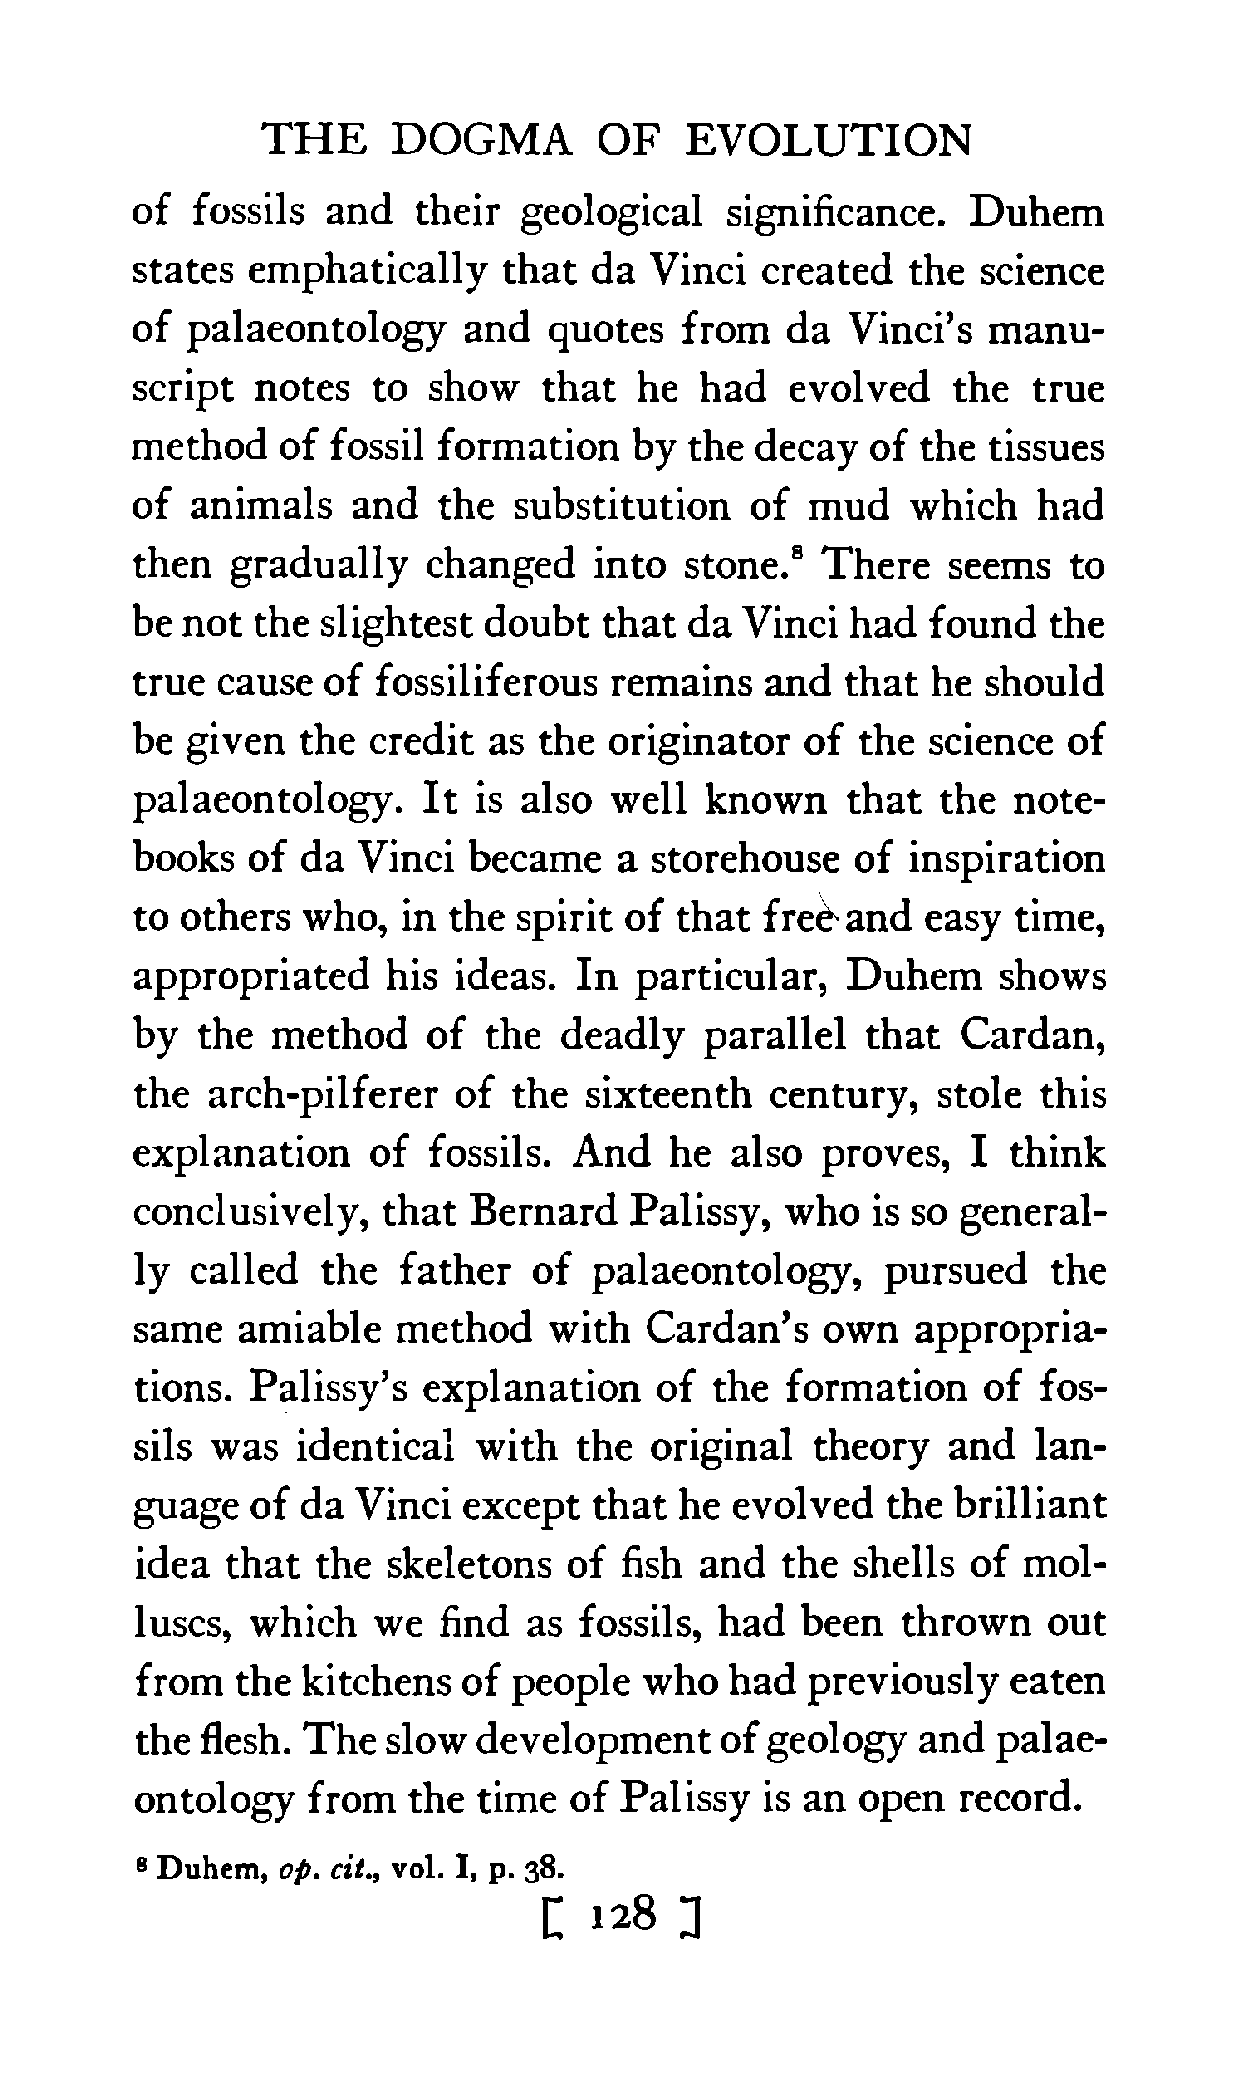 THE DOGMA OF EVOLUTION
of fossils and their geological significance. Duhem
states emphatically that da Vinci created the science
of palaeontology and quotes from da Vinci's manu-
script notes to show that he had evolved the true
method of fossil formation by the decay of the tissues
of animals and the substitution of mud which had
then gradually changed into stone.⁸ There seems to
be not the slightest doubt that da Vinci had found the
true cause of fossiliferous remains and that he should
be given the credit as the originator of the science of
palaeontology. It is also well known that the note-
books of da Vinci became a storehouse of inspiration
to others who, in the spirit of that free and easy time,
appropriated his ideas. In particular, Duhem shows
by the method of the deadly parallel that Cardan,
the arch-pilferer of the sixteenth century, stole this
explanation of fossils. And he also proves, I think
conclusively, that Bernard Palissy, who is so general-
ly called the father of palaeontology, pursued the
same amiable method with Cardan's own appropria-
tions. Palissy's explanation of the formation of fos-
sils was identical with the original theory and lan-
guage of da Vinci except that he evolved the brilliant
idea that the skeletons of fish and the shells of mol-
luscs, which we find as fossils, had been thrown out
from the kitchens of people who had previously eaten
the flesh. The slow development of geology and palae-
ontology from the time of Palissy is an open record.
⁸ Duhem, op. cit., vol. I, p. 38.
[ 128 ]